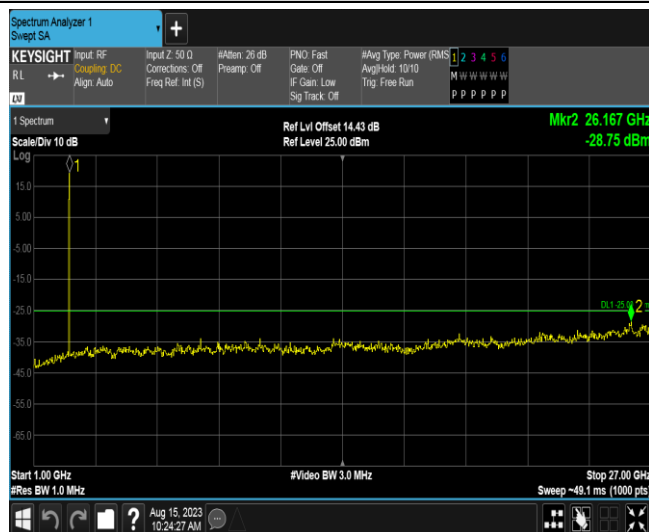 Spectrum Analyzer 1
Swept SA
+
KEYSIGHT
RL
LXI
Input: RF
Coupling: DC
Align: Auto
Input Z: 50 Ω
Corrections: Off
Freq Ref: Int (S)
#Atten: 26 dB
Preamp: Off
PNO: Fast
Gate: Off
IF Gain: Low
Sig Track: Off
#Avg Type: Power (RMS
Avg|Hold: 10/10
Trig: Free Run
1 2 3 4 5 6
M W W W W W
P P P P P P
1 Spectrum
Scale/Div 10 dB
Ref Lvl Offset 14.43 dB
Ref Level 25.00 dBm
Mkr2 26.167 GHz
-28.75 dBm
Log
1
15.0
5.00
-5.00
-15.0
-25.0
-35.0
-45.0
-55.0
-65.0
2
Start 1.00 GHz
#Res BW 1.0 MHz
#Video BW 3.0 MHz
Stop 27.00 GHz
Sweep ~49.1 ms (1000 pts)
?
Aug 15, 2023
10:24:27 AM